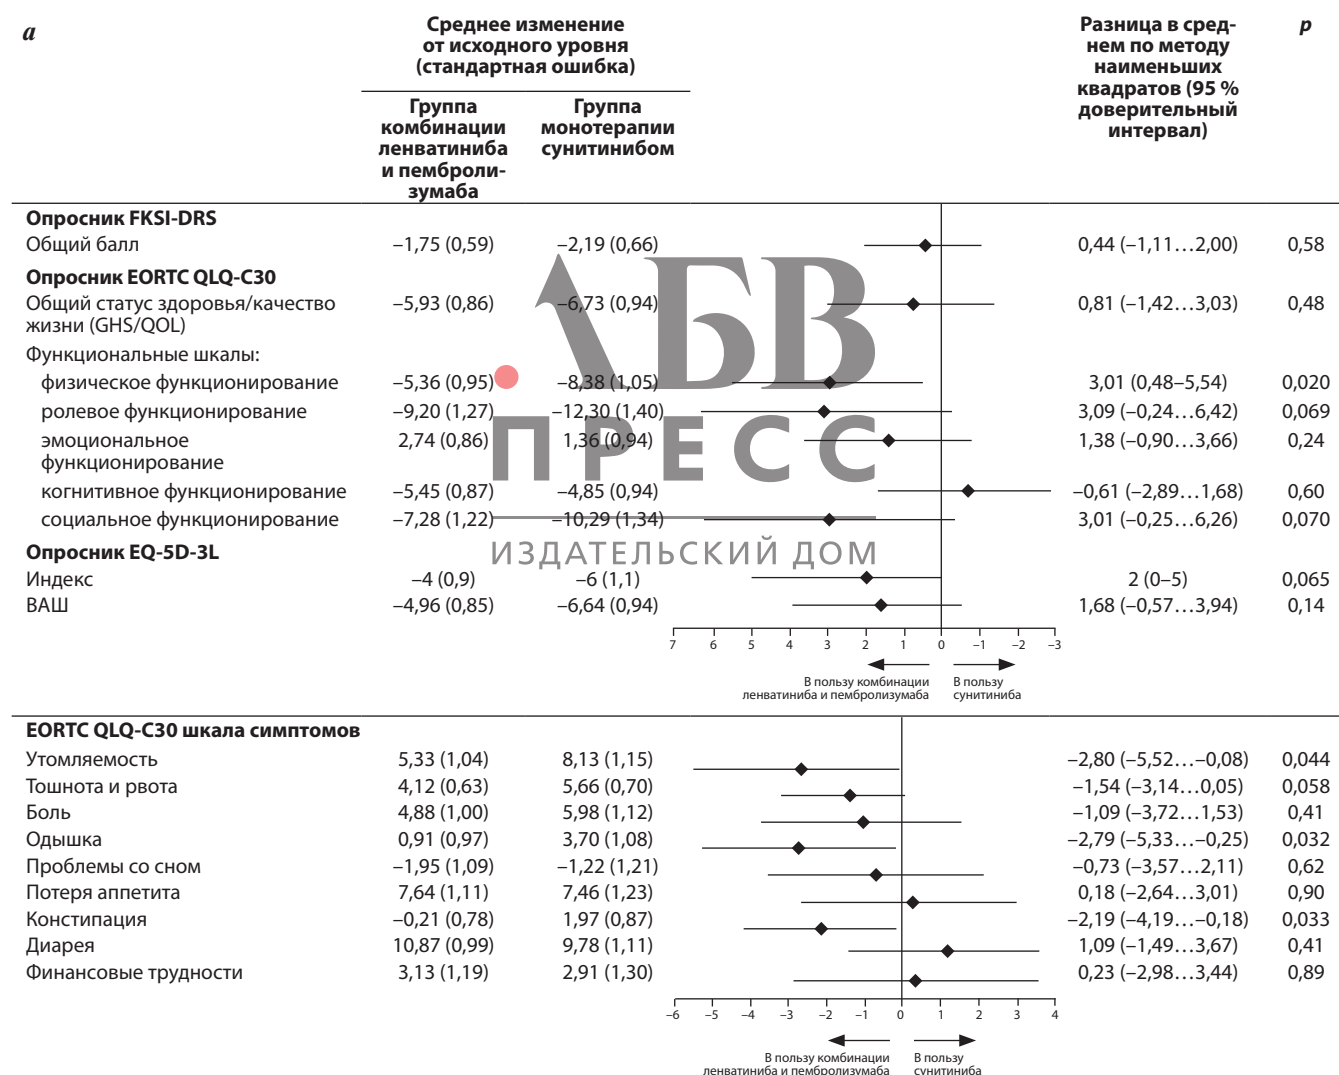 а
Среднее изменение
от исходного уровня
(стандартная ошибка)
Разница в сред-
нем по методу
наименьших
квадратов (95 %
доверительный
интервал)
p
Группа
комбинации
ленватиниба
и пемброли-
зумаба
Группа
монотерапии
сунитинибом
Опросник FKSI-DRS
Общий балл –1,75 (0,59) –2,19 (0,66) 0,44 (–1,11…2,00) 0,58
Опросник EORTC QLQ-C30
Общий статус здоровья/качество –5,93 (0,86) –6,73 (0,94) 0,81 (–1,42…3,03) 0,48
жизни (GHS/QOL)
Функциональные шкалы:
физическое функционирование –5,36 (0,95) –8,38 (1,05) 3,01 (0,48–5,54) 0,020
ролевое функционирование –9,20 (1,27) –12,30 (1,40) 3,09 (–0,24…6,42) 0,069
эмоциональное 2,74 (0,86) 1,36 (0,94) 1,38 (–0,90…3,66) 0,24
функционирование
когнитивное функционирование –5,45 (0,87) –4,85 (0,94) –0,61 (–2,89…1,68) 0,60
социальное функционирование –7,28 (1,22) –10,29 (1,34) 3,01 (–0,25…6,26) 0,070
Опросник EQ-5D-3L
Индекс –4 (0,9) –6 (1,1) 2 (0–5) 0,065
ВАШ –4,96 (0,85) –6,64 (0,94) 1,68 (–0,57…3,94) 0,14
АБВ
ПРЕСС
ИЗДАТЕЛЬСКИЙ ДОМ
7 6 5 4 3 2 1 0 –1 –2 –3
В пользу комбинации
ленватиниба и пембролизумаба
В пользу
сунитиниба
EORTC QLQ-C30 шкала симптомов
Утомляемость 5,33 (1,04) 8,13 (1,15) –2,80 (–5,52…–0,08) 0,044
Тошнота и рвота 4,12 (0,63) 5,66 (0,70) –1,54 (–3,14…0,05) 0,058
Боль 4,88 (1,00) 5,98 (1,12) –1,09 (–3,72…1,53) 0,41
Одышка 0,91 (0,97) 3,70 (1,08) –2,79 (–5,33…–0,25) 0,032
Проблемы со сном –1,95 (1,09) –1,22 (1,21) –0,73 (–3,57…2,11) 0,62
Потеря аппетита 7,64 (1,11) 7,46 (1,23) 0,18 (–2,64…3,01) 0,90
Констипация –0,21 (0,78) 1,97 (0,87) –2,19 (–4,19…–0,18) 0,033
Диарея 10,87 (0,99) 9,78 (1,11) 1,09 (–1,49…3,67) 0,41
Финансовые трудности 3,13 (1,19) 2,91 (1,30) 0,23 (–2,98…3,44) 0,89
–6 –5 –4 –3 –2 –1 0 1 2 3 4
В пользу комбинации
ленватиниба и пембролизумаба
В пользу
сунитиниба